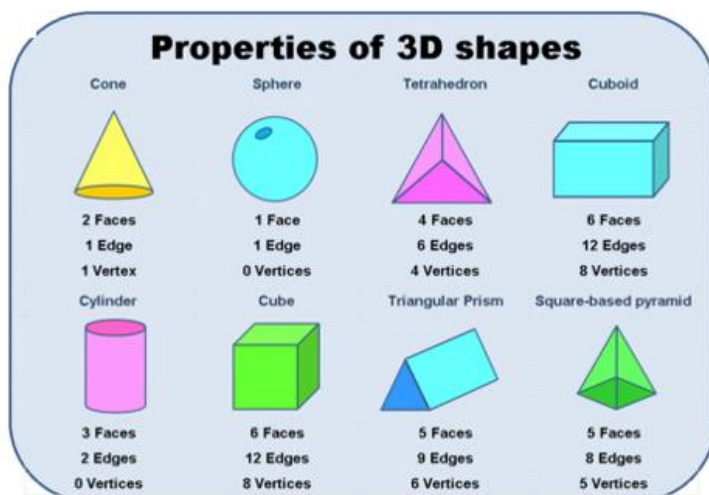 Properties of 3D shapes
Cone Sphere Tetrahedron Cuboid
2 Faces 1 Face 4 Faces 6 Faces
1 Edge 1 Edge 6 Edges 12 Edges
1 Vertex 0 Vertices 4 Vertices 8 Vertices
Cylinder Cube Triangular Prism Square-based pyramid
3 Faces 6 Faces 5 Faces 5 Faces
2 Edges 12 Edges 9 Edges 8 Edges
0 Vertices 8 Vertices 6 Vertices 5 Vertices